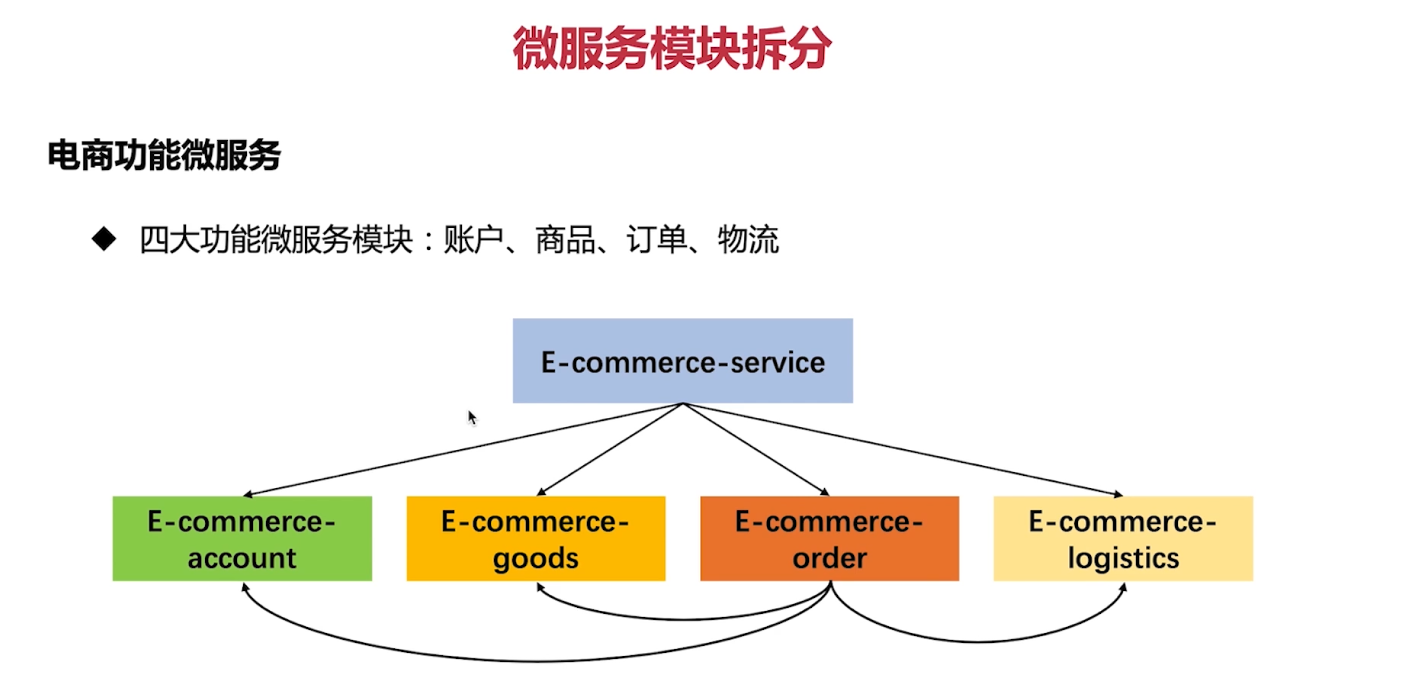 微服务模块拆分
电商功能微服务
◆ 四大功能微服务模块：账户、商品、订单、物流
E-commerce-service
E-commerce-
account
E-commerce-
goods
E-commerce-
order
E-commerce-
logistics